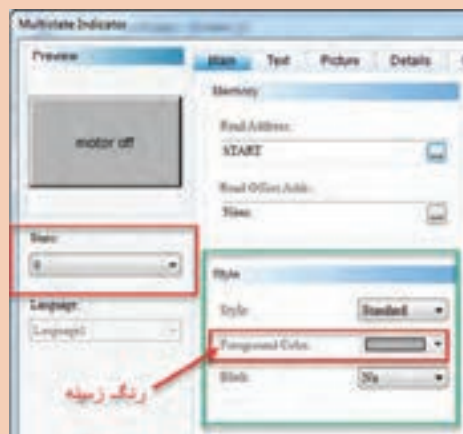 Multistate Indicator
Preview
Main Text Picture Details
Memory
motor off
Read Address:
START
Read Offset Addr.
None
State:
0
Style
Language:
Style: Standard
Language1
Foreground Color:
Blink: No
رنگ زمینه